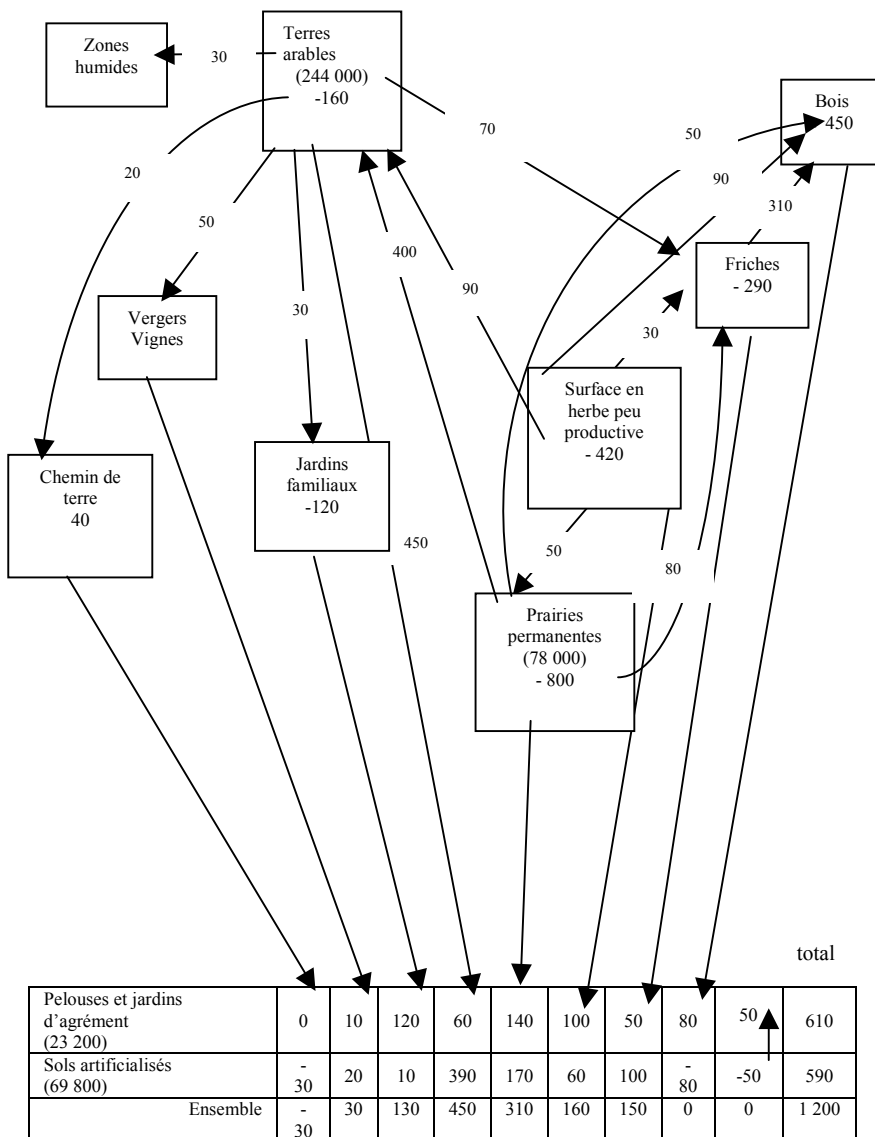 Zones
humides
30
Terres
arables
(244 000)
-160
Bois
450
70
50
20
90
310
50
400
Friches
- 290
90
30
30
Vergers
Vignes
Surface en
herbe peu
productive
- 420
Chemin de
terre
40
Jardins
familiaux
-120
450
50
80
Prairies
permanentes
(78 000)
- 800
total
Pelouses et jardins
d'agrément
(23 200)
0 10 120 60 140 100 50 80 50 610
Sols artificialisés
(69 800)
-
30 20 10 390 170 60 100 -
80 -50 590
Ensemble -
30 30 130 450 310 160 150 0 0 1 200